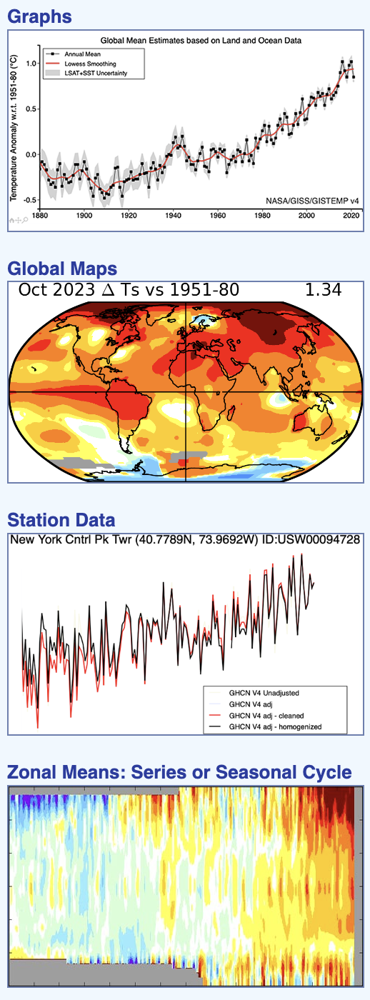 Graphs
Global Mean Estimates based on Land and Ocean Data
Annual Mean
Lowess Smoothing
LSAT+SST Uncertainty
Temperature Anomaly w.r.t. 1951-80 (°C)
1.0
0.5
0.0
-0.5
NASA/GISS/GISTEMP v4
1880 1900 1920 1940 1960 1980 2000 2020
Global Maps
Oct 2023 Δ Ts vs 1951-80 1.34
Station Data
New York Cntrl Pk Twr (40.7789N, 73.9692W) ID:USW00094728
GHCN V4 Unadjusted
GHCN V4 adj
GHCN V4 adj - cleaned
GHCN V4 adj - homogenized
Zonal Means: Series or Seasonal Cycle